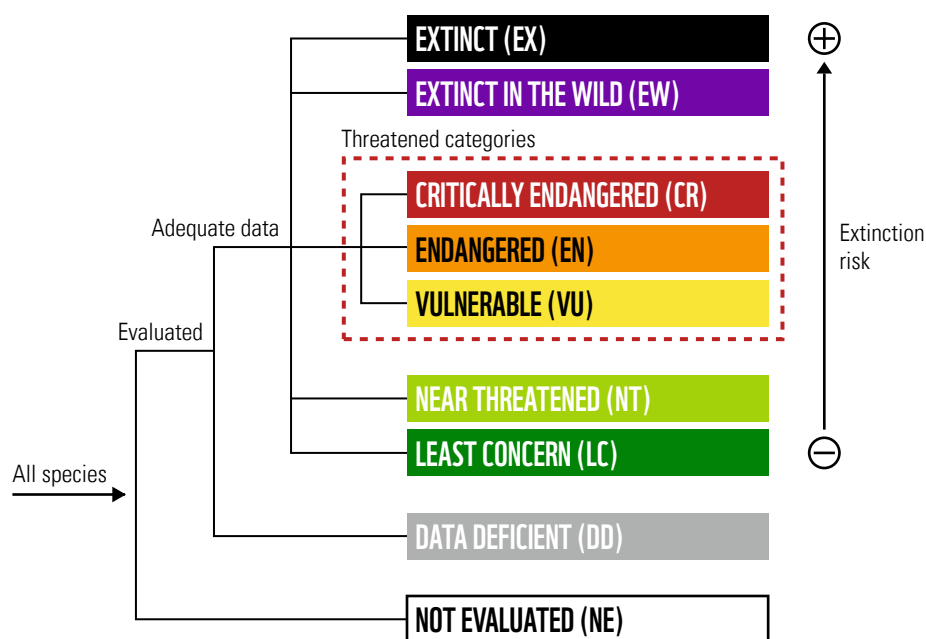 EXTINCT (EX)
EXTINCT IN THE WILD (EW)
Threatened categories
CRITICALLY ENDANGERED (CR)
Adequate data
ENDANGERED (EN)
Extinction
risk
VULNERABLE (VU)
Evaluated
NEAR THREATENED (NT)
LEAST CONCERN (LC)
All species
DATA DEFICIENT (DD)
NOT EVALUATED (NE)